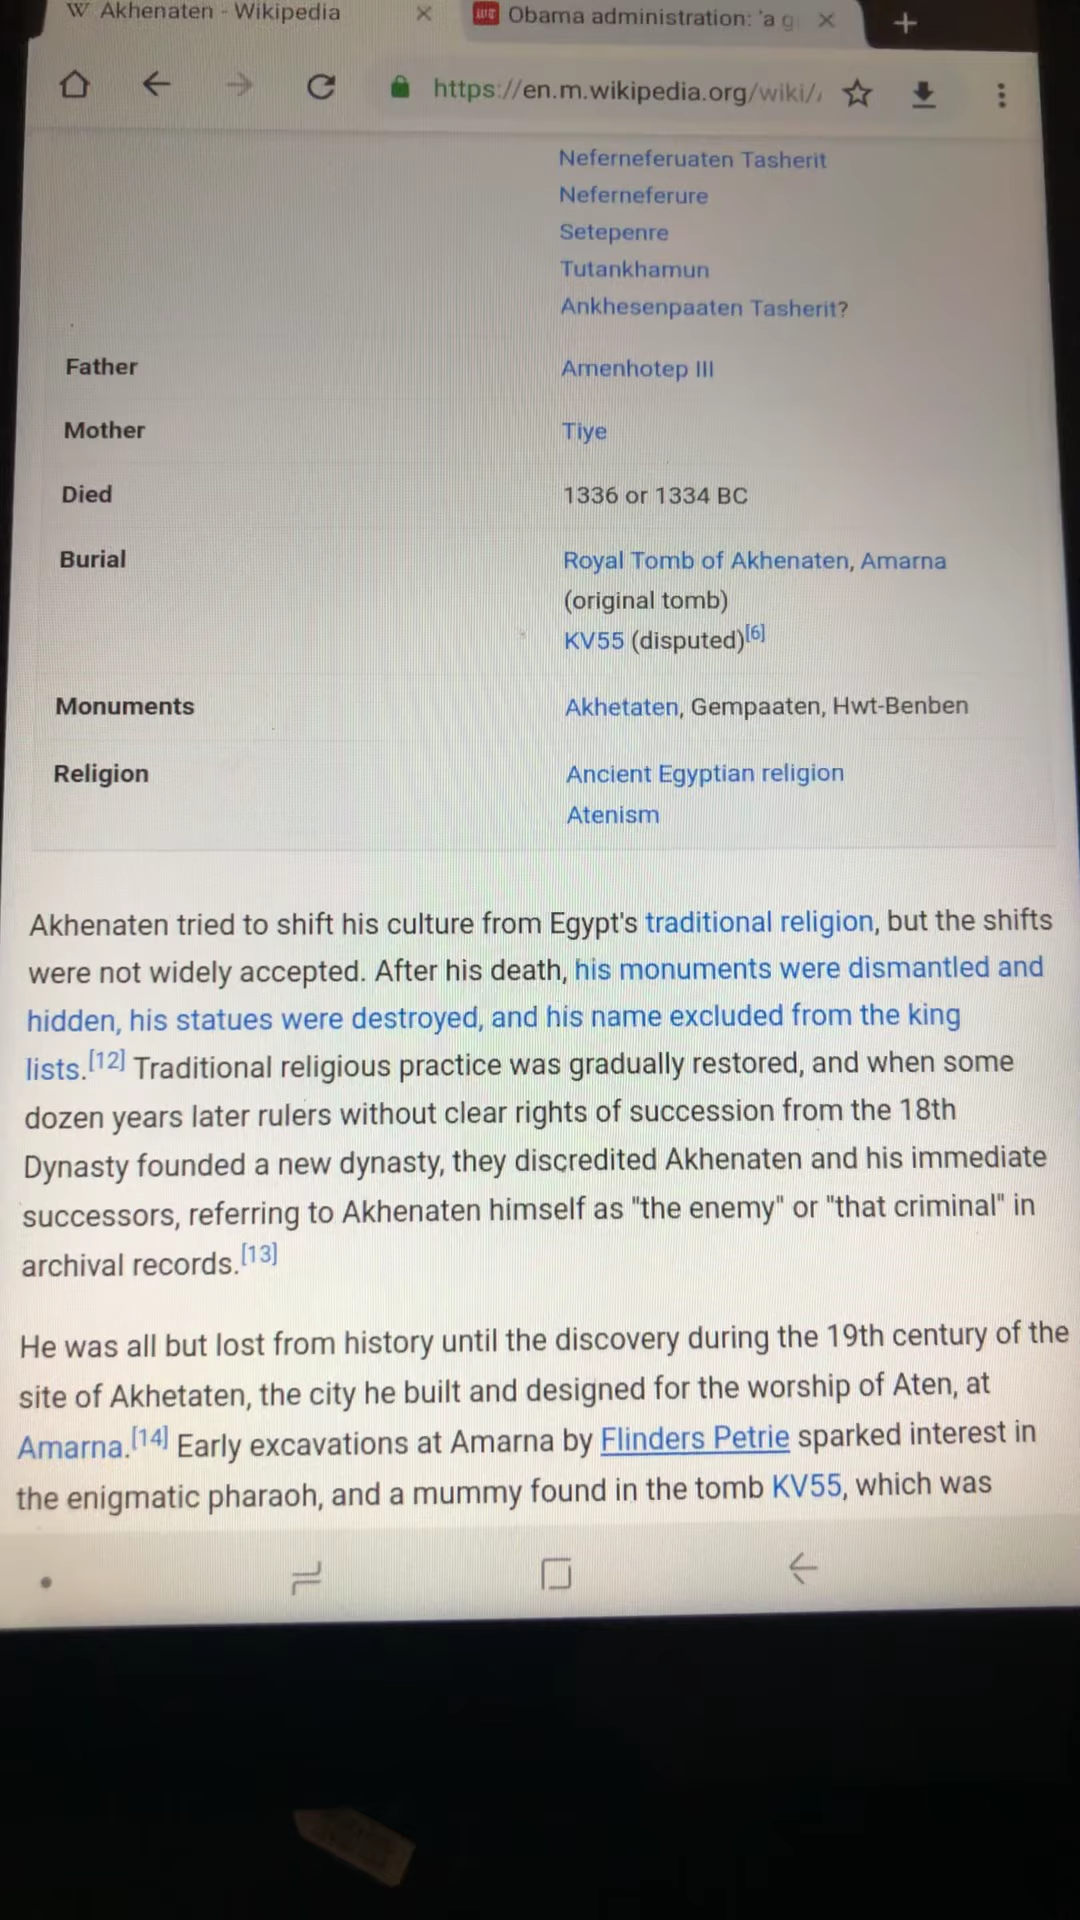 W Akhenaten - Wikipedia
Obama administration: 'a g
https://en.m.wikipedia.org/wiki/
Neferneferuaten Tasherit
Neferneferure
Setepenre
Tutankhamun
Ankhesenpaaten Tasherit?
Father Amenhotep III
Mother Tiye
Died 1336 or 1334 BC
Burial Royal Tomb of Akhenaten, Amarna
(original tomb)
KV55 (disputed)[6]
Monuments Akhetaten, Gempaaten, Hwt-Benben
Religion Ancient Egyptian religion
Atenism
Akhenaten tried to shift his culture from Egypt's traditional religion, but the shifts
were not widely accepted. After his death, his monuments were dismantled and
hidden, his statues were destroyed, and his name excluded from the king
lists.[12] Traditional religious practice was gradually restored, and when some
dozen years later rulers without clear rights of succession from the 18th
Dynasty founded a new dynasty, they discredited Akhenaten and his immediate
successors, referring to Akhenaten himself as "the enemy" or "that criminal" in
archival records.[13]
He was all but lost from history until the discovery during the 19th century of the
site of Akhetaten, the city he built and designed for the worship of Aten, at
Amarna.[14] Early excavations at Amarna by Flinders Petrie sparked interest in
the enigmatic pharaoh, and a mummy found in the tomb KV55, which was